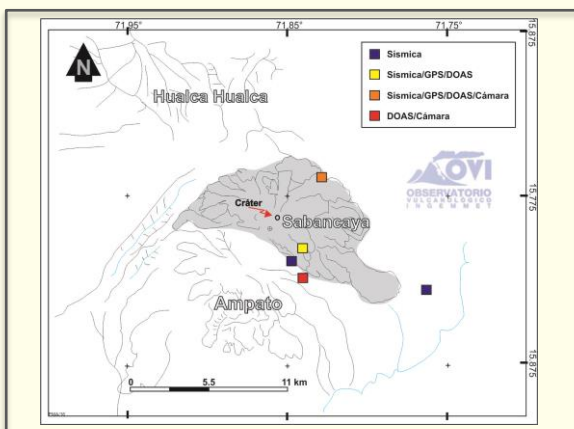 71.95° 71.85° 71.75°
15.875
N
Hualca Hualca
Sísmica
Sísmica/GPS/DOAS
Sísmica/GPS/DOAS/Cámara
DOAS/Cámara
OVI
OBSERVATORIO
VULCANOLÓGICO
INGEMMET
15.775
Cráter
Sabancaya
Ampato
15.875
0 5.5 11 km